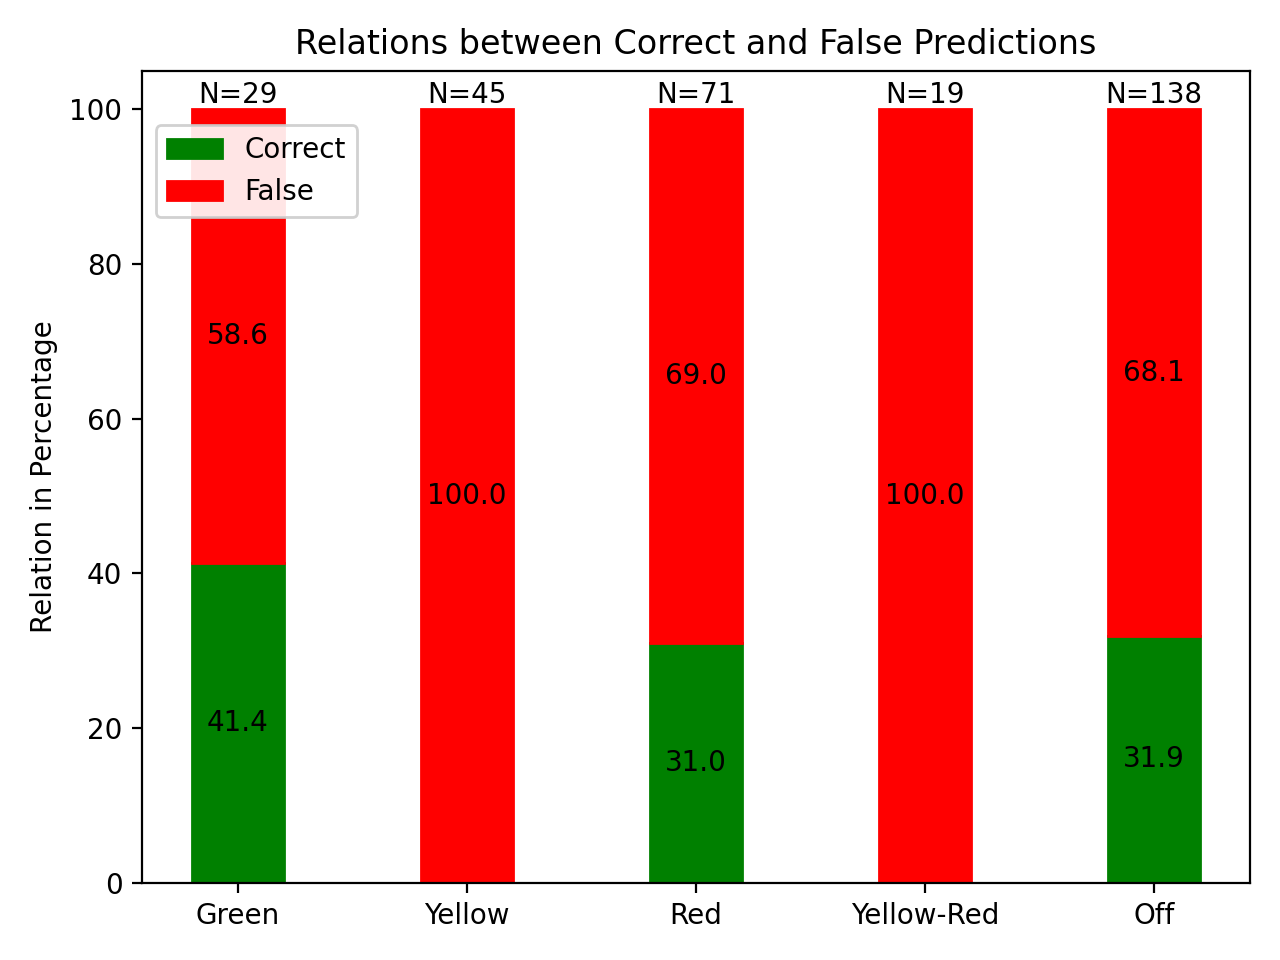 Relations between Correct and False Predictions
N=29 N=45 N=71 N=19 N=138
100
80
60
40
20
0
Relation in Percentage
Correct
False
58.6
69.0
68.1
100.0
100.0
41.4
31.0
31.9
Green Yellow Red Yellow-Red Off